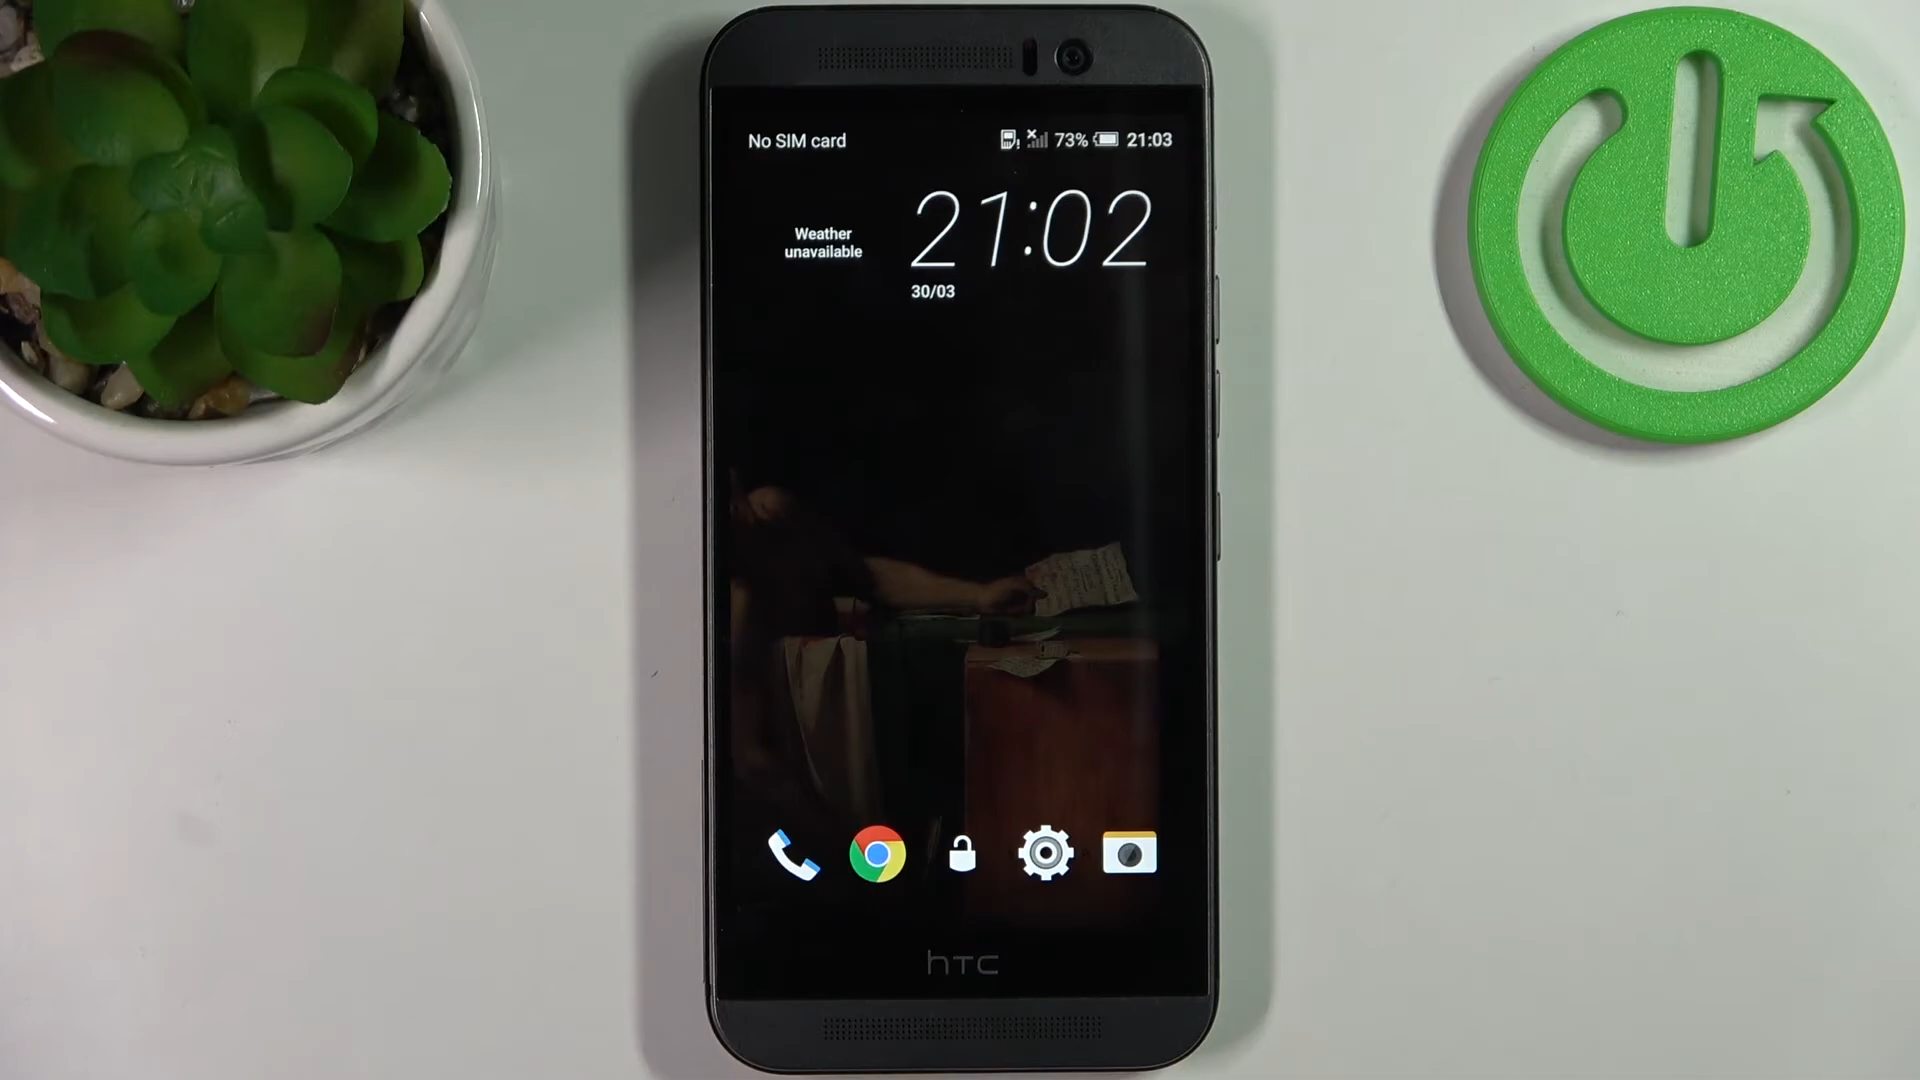 No SIM card
73% 21:03
Weather
unavailable
21:02
30/03
hTC